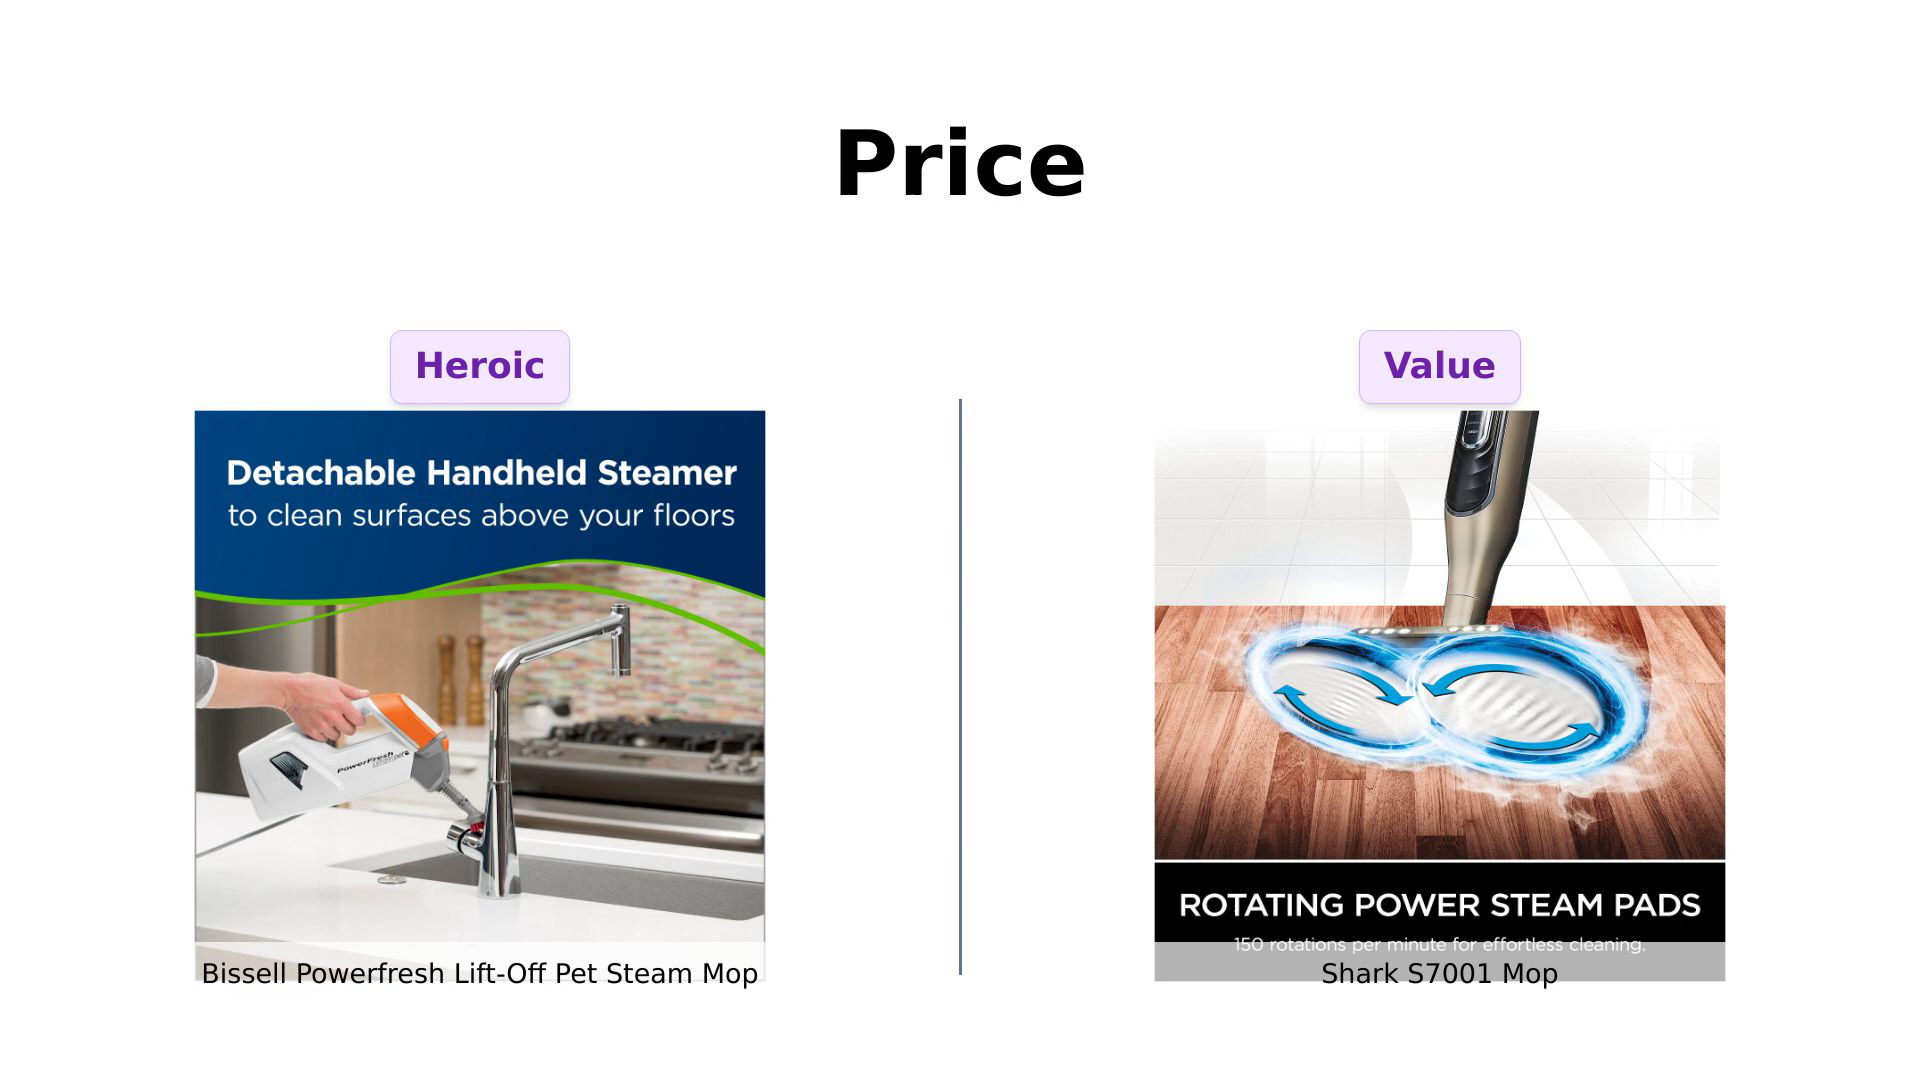 Price
Heroic
Value
Detachable Handheld Steamer
to clean surfaces above your floors
PowerFresh
Bissell Powerfresh Lift-Off Pet Steam Mop
ROTATING POWER STEAM PADS
150 rotations per minute for effortless cleaning.
Shark S7001 Mop